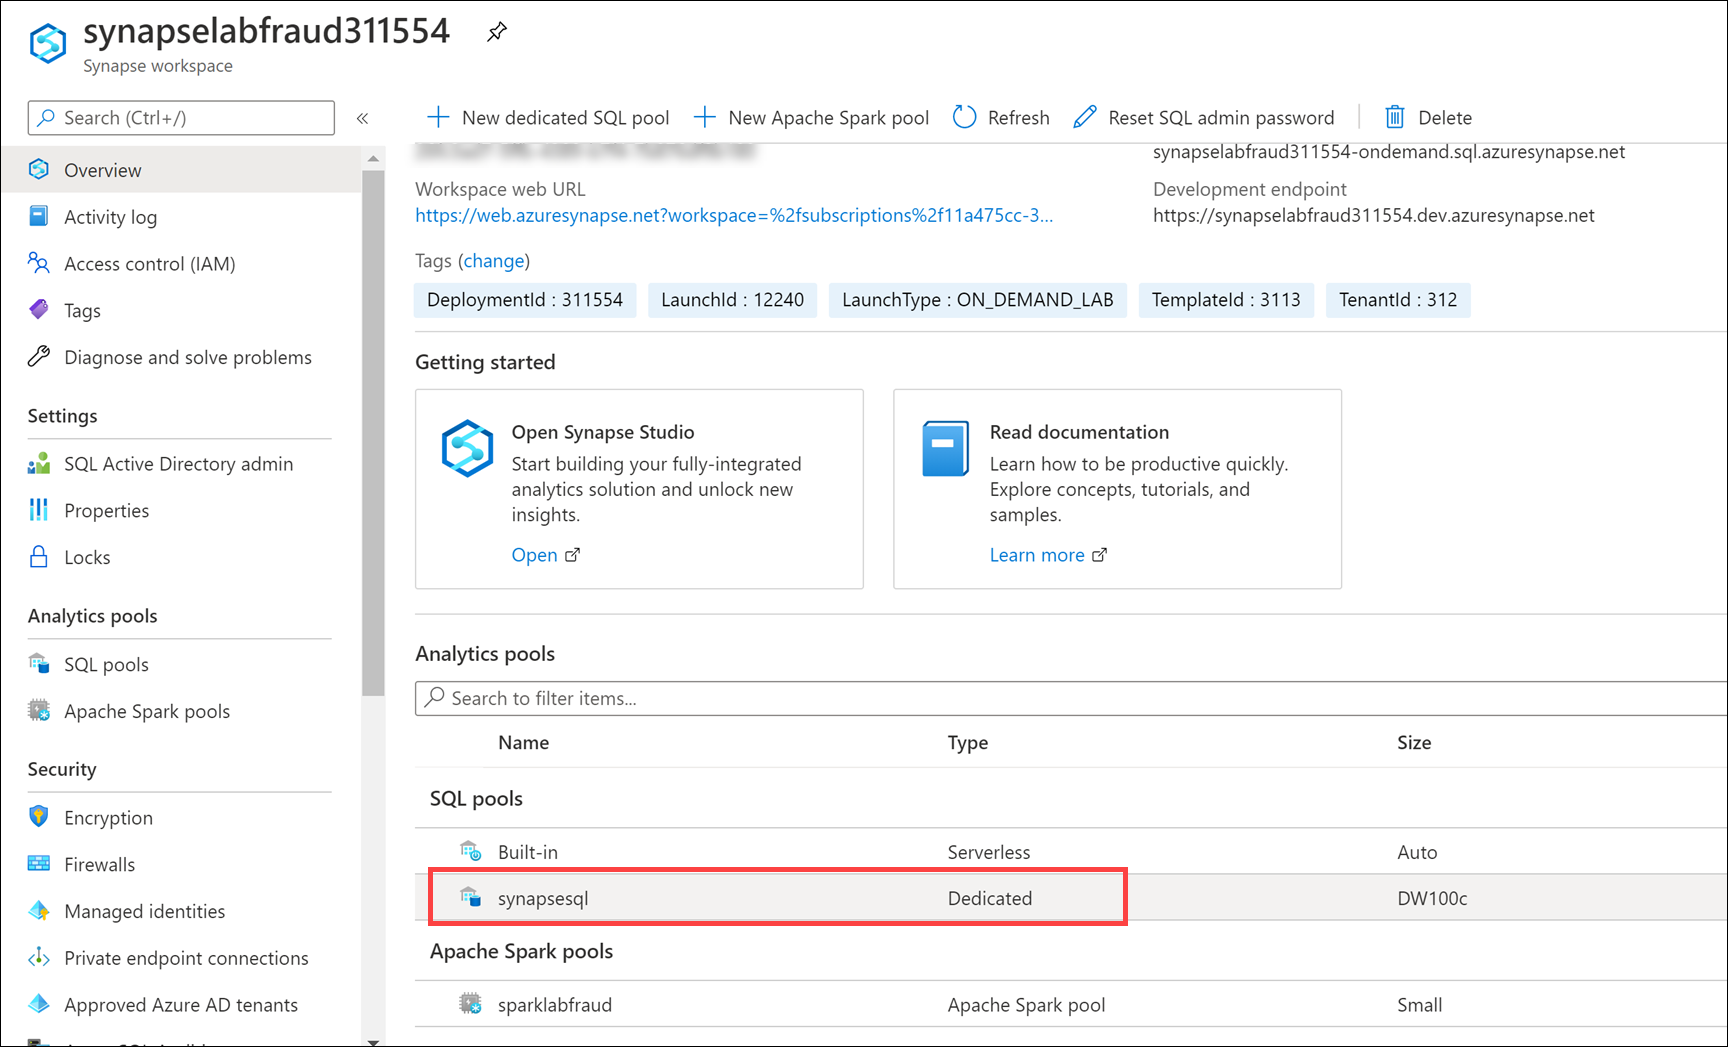 synapselabfraud311554
Synapse workspace
Search (Ctrl+/)
«
New dedicated SQL pool
New Apache Spark pool
Refresh
Reset SQL admin password
Delete
Overview
Activity log
Access control (IAM)
Tags
Diagnose and solve problems
Settings
SQL Active Directory admin
Properties
Locks
Analytics pools
SQL pools
Apache Spark pools
Security
Encryption
Firewalls
Managed identities
Private endpoint connections
Approved Azure AD tenants
synapselabfraud311554-ondemand.sql.azuresynapse.net
Workspace web URL
https://web.azuresynapse.net?workspace=%2fsubscriptions%2f11a475cc-3...
Development endpoint
https://synapselabfraud311554.dev.azuresynapse.net
Tags (change)
DeploymentId : 311554
LaunchId : 12240
LaunchType : ON_DEMAND_LAB
TemplateId : 3113
TenantId : 312
Getting started
Open Synapse Studio
Start building your fully-integrated
analytics solution and unlock new
insights.
Open
Read documentation
Learn how to be productive quickly.
Explore concepts, tutorials, and
samples.
Learn more
Analytics pools
Search to filter items...
Name Type Size
SQL pools
Built-in Serverless Auto
synapsesql Dedicated DW100c
Apache Spark pools
sparklabfraud Apache Spark pool Small